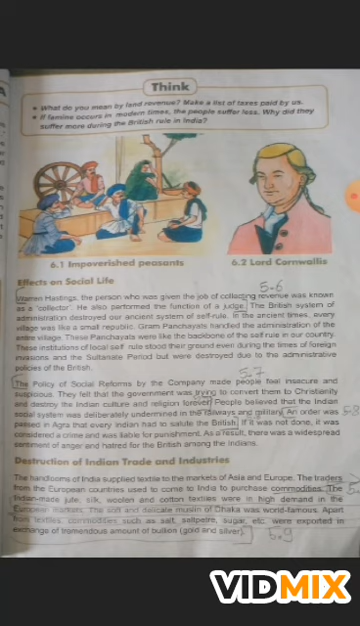 Think
• What do you mean by land revenue? Make a list of taxes paid by us.
• If famine occurs in modern times, the people suffer less. Why did they
suffer more during the British rule in India?
6.1 Impoverished peasants
6.2 Lord Cornwallis
Effects on Social Life
5.6
Warren Hastings, the person who was given the job of collecting revenue was known
as a 'collector'. He also performed the function of a judge. The British system of
administration destroyed our ancient system of self-rule. In the ancient times, every
village was like a small republic. Gram Panchayats handed the administration of the
entire village. These Panchayats were like the backbone of the self rule in our country.
These institutions of local self rule stood their ground even during the times of foreign
invasions and the Sultanate Period but were destroyed due to the administrative
policies of the British.
5.7
The Policy of Social Reforms by the Company made people feel insecure and
suspicious. They felt that the government was trying to convert them to Christianity
and destroy the Indian culture and religion forever. People believed that the Indian
social system was deliberately undermined in the railways and military. An order was
5.8
passed in Agra that every Indian had to salute the British. If it was not done, it was
considered a crime and was liable for punishment. As a result, there was a widespread
sentiment of anger and hatred for the British among the indians.
Destruction of Indian Trade and Industries
The handlooms of India supplied textile to the markets of Asia and Europe. The traders
from the European countries used to come to India to purchase commodities. The
Indian-made jute, silk, woolen and cotton textiles were in high demand in the
European markets. The soft and delicate muslin of Dhaka was world-famous. Apart
from textiles, commodities such as salt, saltpetre, sugar, etc. were exported in
exchange of tremendous amount of bullion (gold and silver).
5.9
VIDMIX